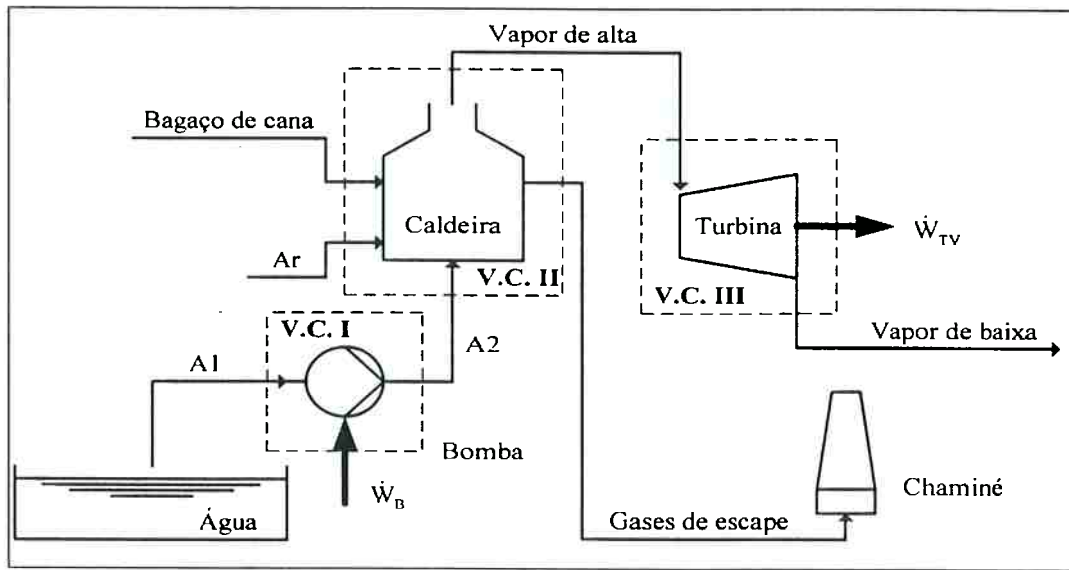 Vapor de alta
Bagaço de cana
Caldeira
Turbina
Ẇ_TV
Ar
V.C. II
V.C. III
V.C. I
Vapor de baixa
A1
A2
Bomba
Ẇ_B
Chaminé
Água
Gases de escape